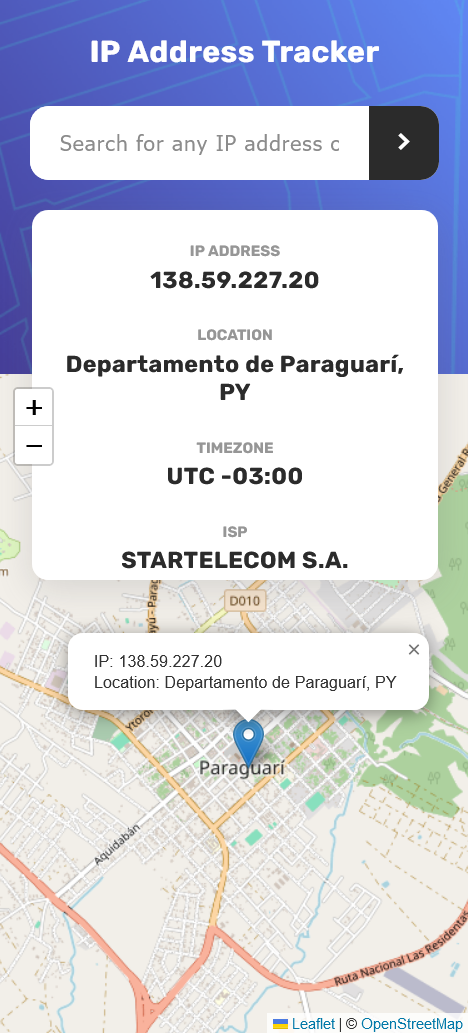 IP Address Tracker
Search for any IP address c
IP ADDRESS
138.59.227.20
LOCATION
Departamento de Paraguarí,
PY
TIMEZONE
UTC -03:00
ISP
STARTELECOM S.A.
+
−
General
D010
×
IP: 138.59.227.20
Location: Departamento de Paraguarí, PY
Paraguarí
Aquidabán
Ruta Nacional Las Residentas
Leaflet | © OpenStreetMap